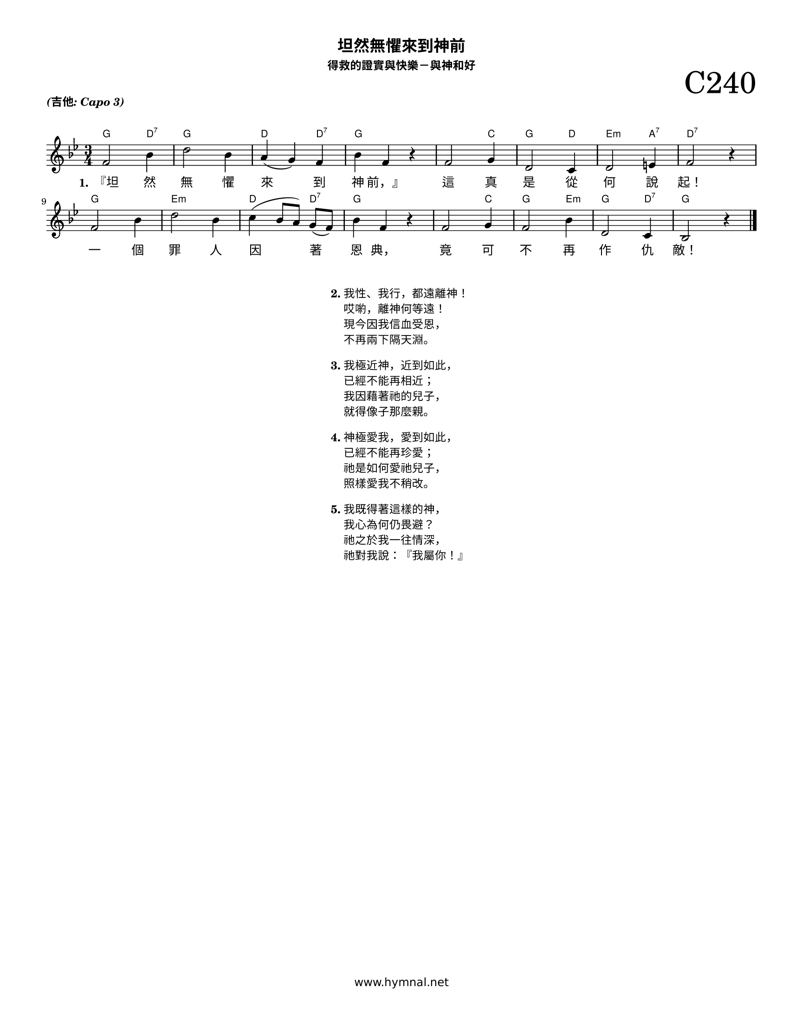 坦然無懼來到神前
得救的證實與快樂－與神和好
C240
(吉他: Capo 3)
G D7 G D D7 G C G D Em A7 D7
3
4
1. 『坦 然 無 懼 來 到 神 前，』 這 真 是 從 何 說 起！
9
G Em D D7 G C G Em G D7 G
一 個 罪 人 因 著 恩 典， 竟 可 不 再 作 仇 敵！
2. 我性、我行，都遠離神！
哎喲，離神何等遠！
現今因我信血受恩，
不再兩下隔天淵。
3. 我極近神，近到如此，
已經不能再相近；
我因藉著祂的兒子，
就得像子那麼親。
4. 神極愛我，愛到如此，
已經不能再珍愛；
祂是如何愛祂兒子，
照樣愛我不稍改。
5. 我既得著這樣的神，
我心為何仍畏避？
祂之於我一往情深，
祂對我說：『我屬你！』
www.hymnal.net